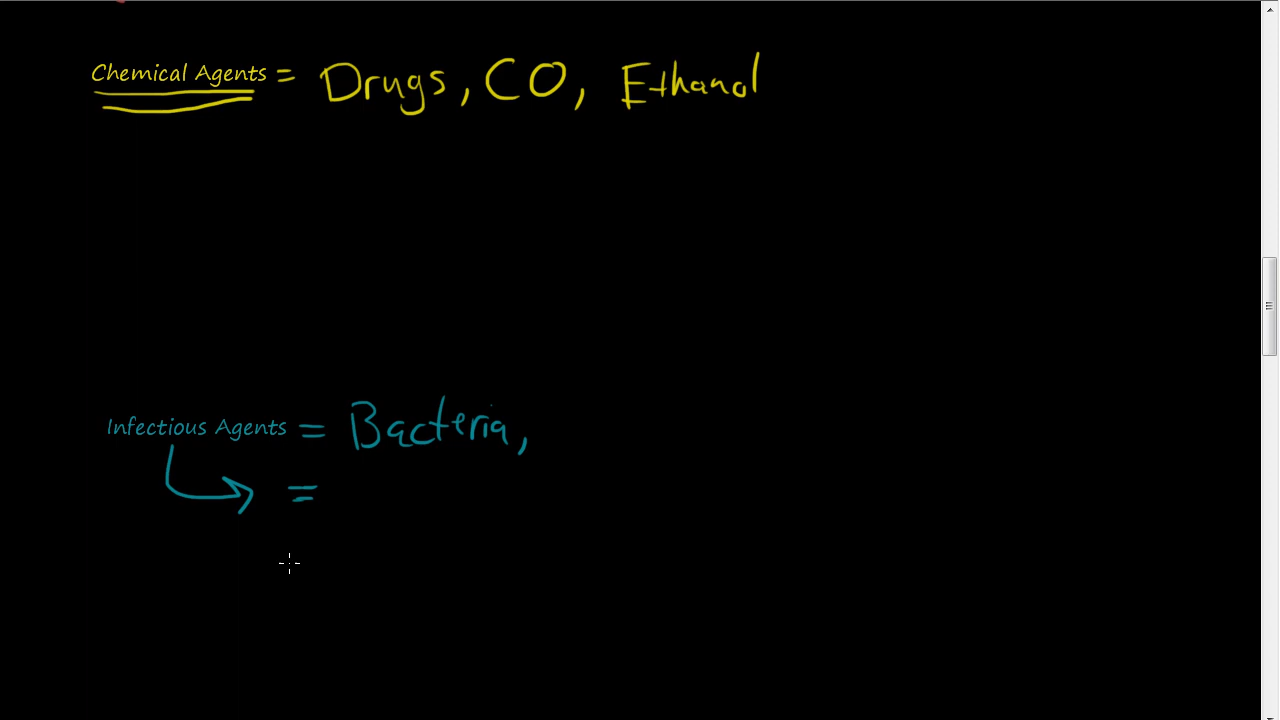 Chemical Agents = Drugs, CO, Ethanol
Infectious Agents = Bacteria,
=